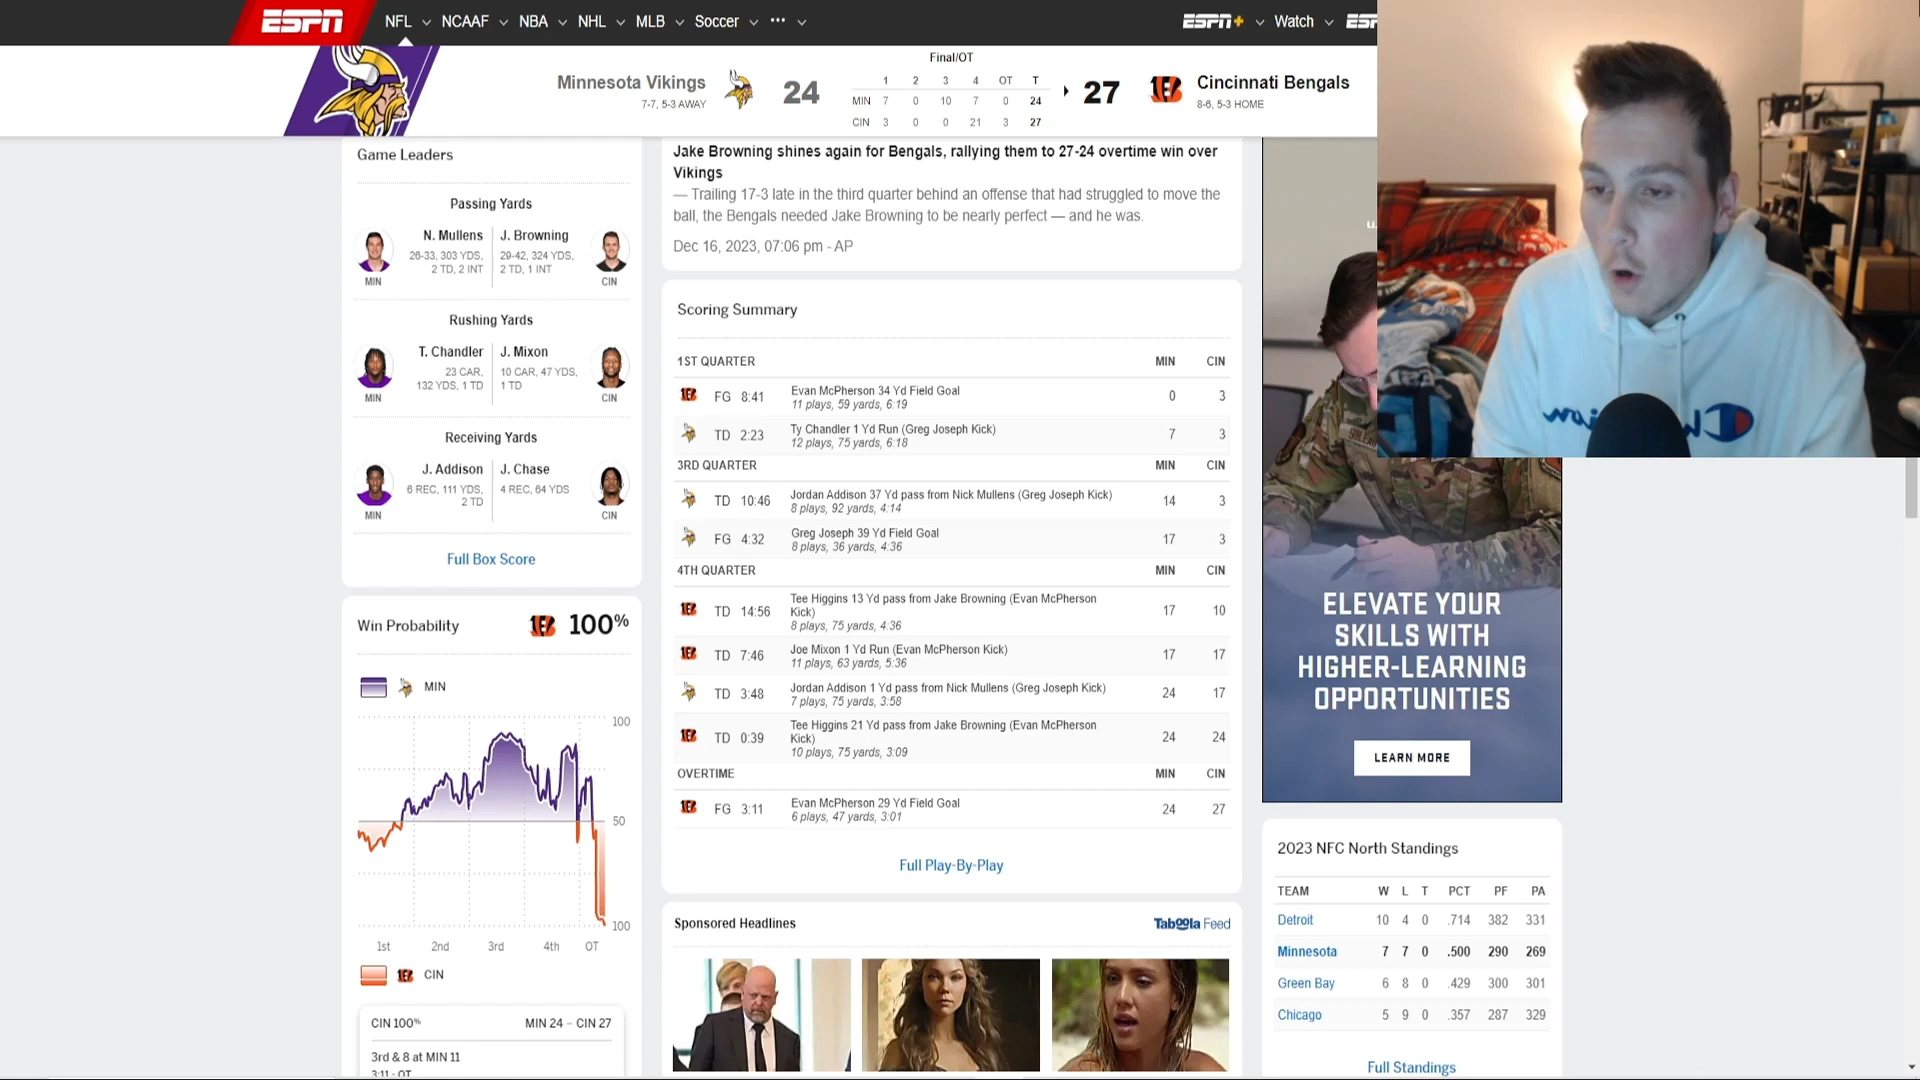 ESPN NFL NCAAF NBA NHL MLB Soccer ••• ESPN+ Watch ESP
Final/OT
Minnesota Vikings 24 27 Cincinnati Bengals
7-7, 5-3 AWAY 8-6, 5-3 HOME
1 2 3 4 OT T
MIN 7 0 10 7 0 24
CIN 3 0 0 21 3 27
Game Leaders
Passing Yards
N. Mullens J. Browning
26-33, 303 YDS, 29-42, 324 YDS,
2 TD, 2 INT 2 TD, 1 INT
MIN CIN
Rushing Yards
T. Chandler J. Mixon
23 CAR, 10 CAR, 47 YDS,
132 YDS, 1 TD 1 TD
MIN CIN
Receiving Yards
J. Addison J. Chase
6 REC, 111 YDS, 4 REC, 64 YDS
2 TD
MIN CIN
Full Box Score
Win Probability 100%
MIN
100
50
100
1st 2nd 3rd 4th OT
CIN
CIN 100% MIN 24 - CIN 27
3rd & 8 at MIN 11
3:11 - OT
Jake Browning shines again for Bengals, rallying them to 27-24 overtime win over
Vikings
— Trailing 17-3 late in the third quarter behind an offense that had struggled to move the
ball, the Bengals needed Jake Browning to be nearly perfect — and he was.
Dec 16, 2023, 07:06 pm - AP
Scoring Summary
1ST QUARTER MIN CIN
FG 8:41 Evan McPherson 34 Yd Field Goal 0 3
11 plays, 59 yards, 6:19
TD 2:23 Ty Chandler 1 Yd Run (Greg Joseph Kick) 7 3
12 plays, 75 yards, 6:18
3RD QUARTER MIN CIN
TD 10:46 Jordan Addison 37 Yd pass from Nick Mullens (Greg Joseph Kick) 14 3
8 plays, 92 yards, 4:14
FG 4:32 Greg Joseph 39 Yd Field Goal 17 3
8 plays, 36 yards, 4:36
4TH QUARTER MIN CIN
TD 14:56 Tee Higgins 13 Yd pass from Jake Browning (Evan McPherson 17 10
Kick)
8 plays, 75 yards, 4:36
TD 7:46 Joe Mixon 1 Yd Run (Evan McPherson Kick) 17 17
11 plays, 63 yards, 5:36
TD 3:48 Jordan Addison 1 Yd pass from Nick Mullens (Greg Joseph Kick) 24 17
7 plays, 75 yards, 3:58
TD 0:39 Tee Higgins 21 Yd pass from Jake Browning (Evan McPherson 24 24
Kick)
10 plays, 75 yards, 3:09
OVERTIME MIN CIN
FG 3:11 Evan McPherson 29 Yd Field Goal 24 27
6 plays, 47 yards, 3:01
Full Play-By-Play
Sponsored Headlines Taboola Feed
Champion
ELEVATE YOUR
SKILLS WITH
HIGHER-LEARNING
OPPORTUNITIES
LEARN MORE
2023 NFC North Standings
TEAM W L T PCT PF PA
Detroit 10 4 0 .714 382 331
Minnesota 7 7 0 .500 290 269
Green Bay 6 8 0 .429 300 301
Chicago 5 9 0 .357 287 329
Full Standings